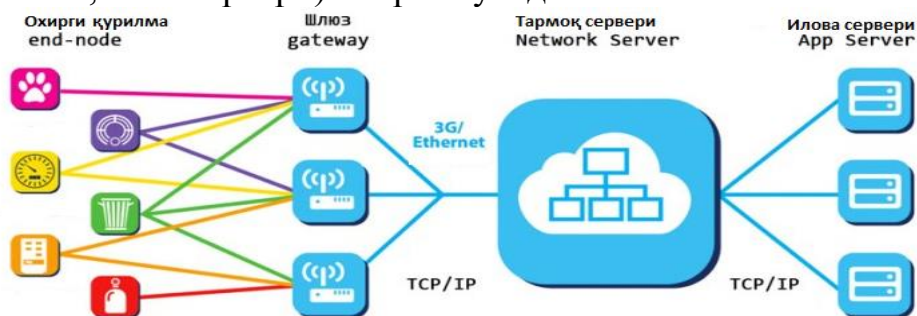 Охирги қурилма
end-node
Шлюз
gateway
Тармоқ сервери
Network Server
Илова сервери
App Server
3G/
Ethernet
TCP/IP
TCP/IP